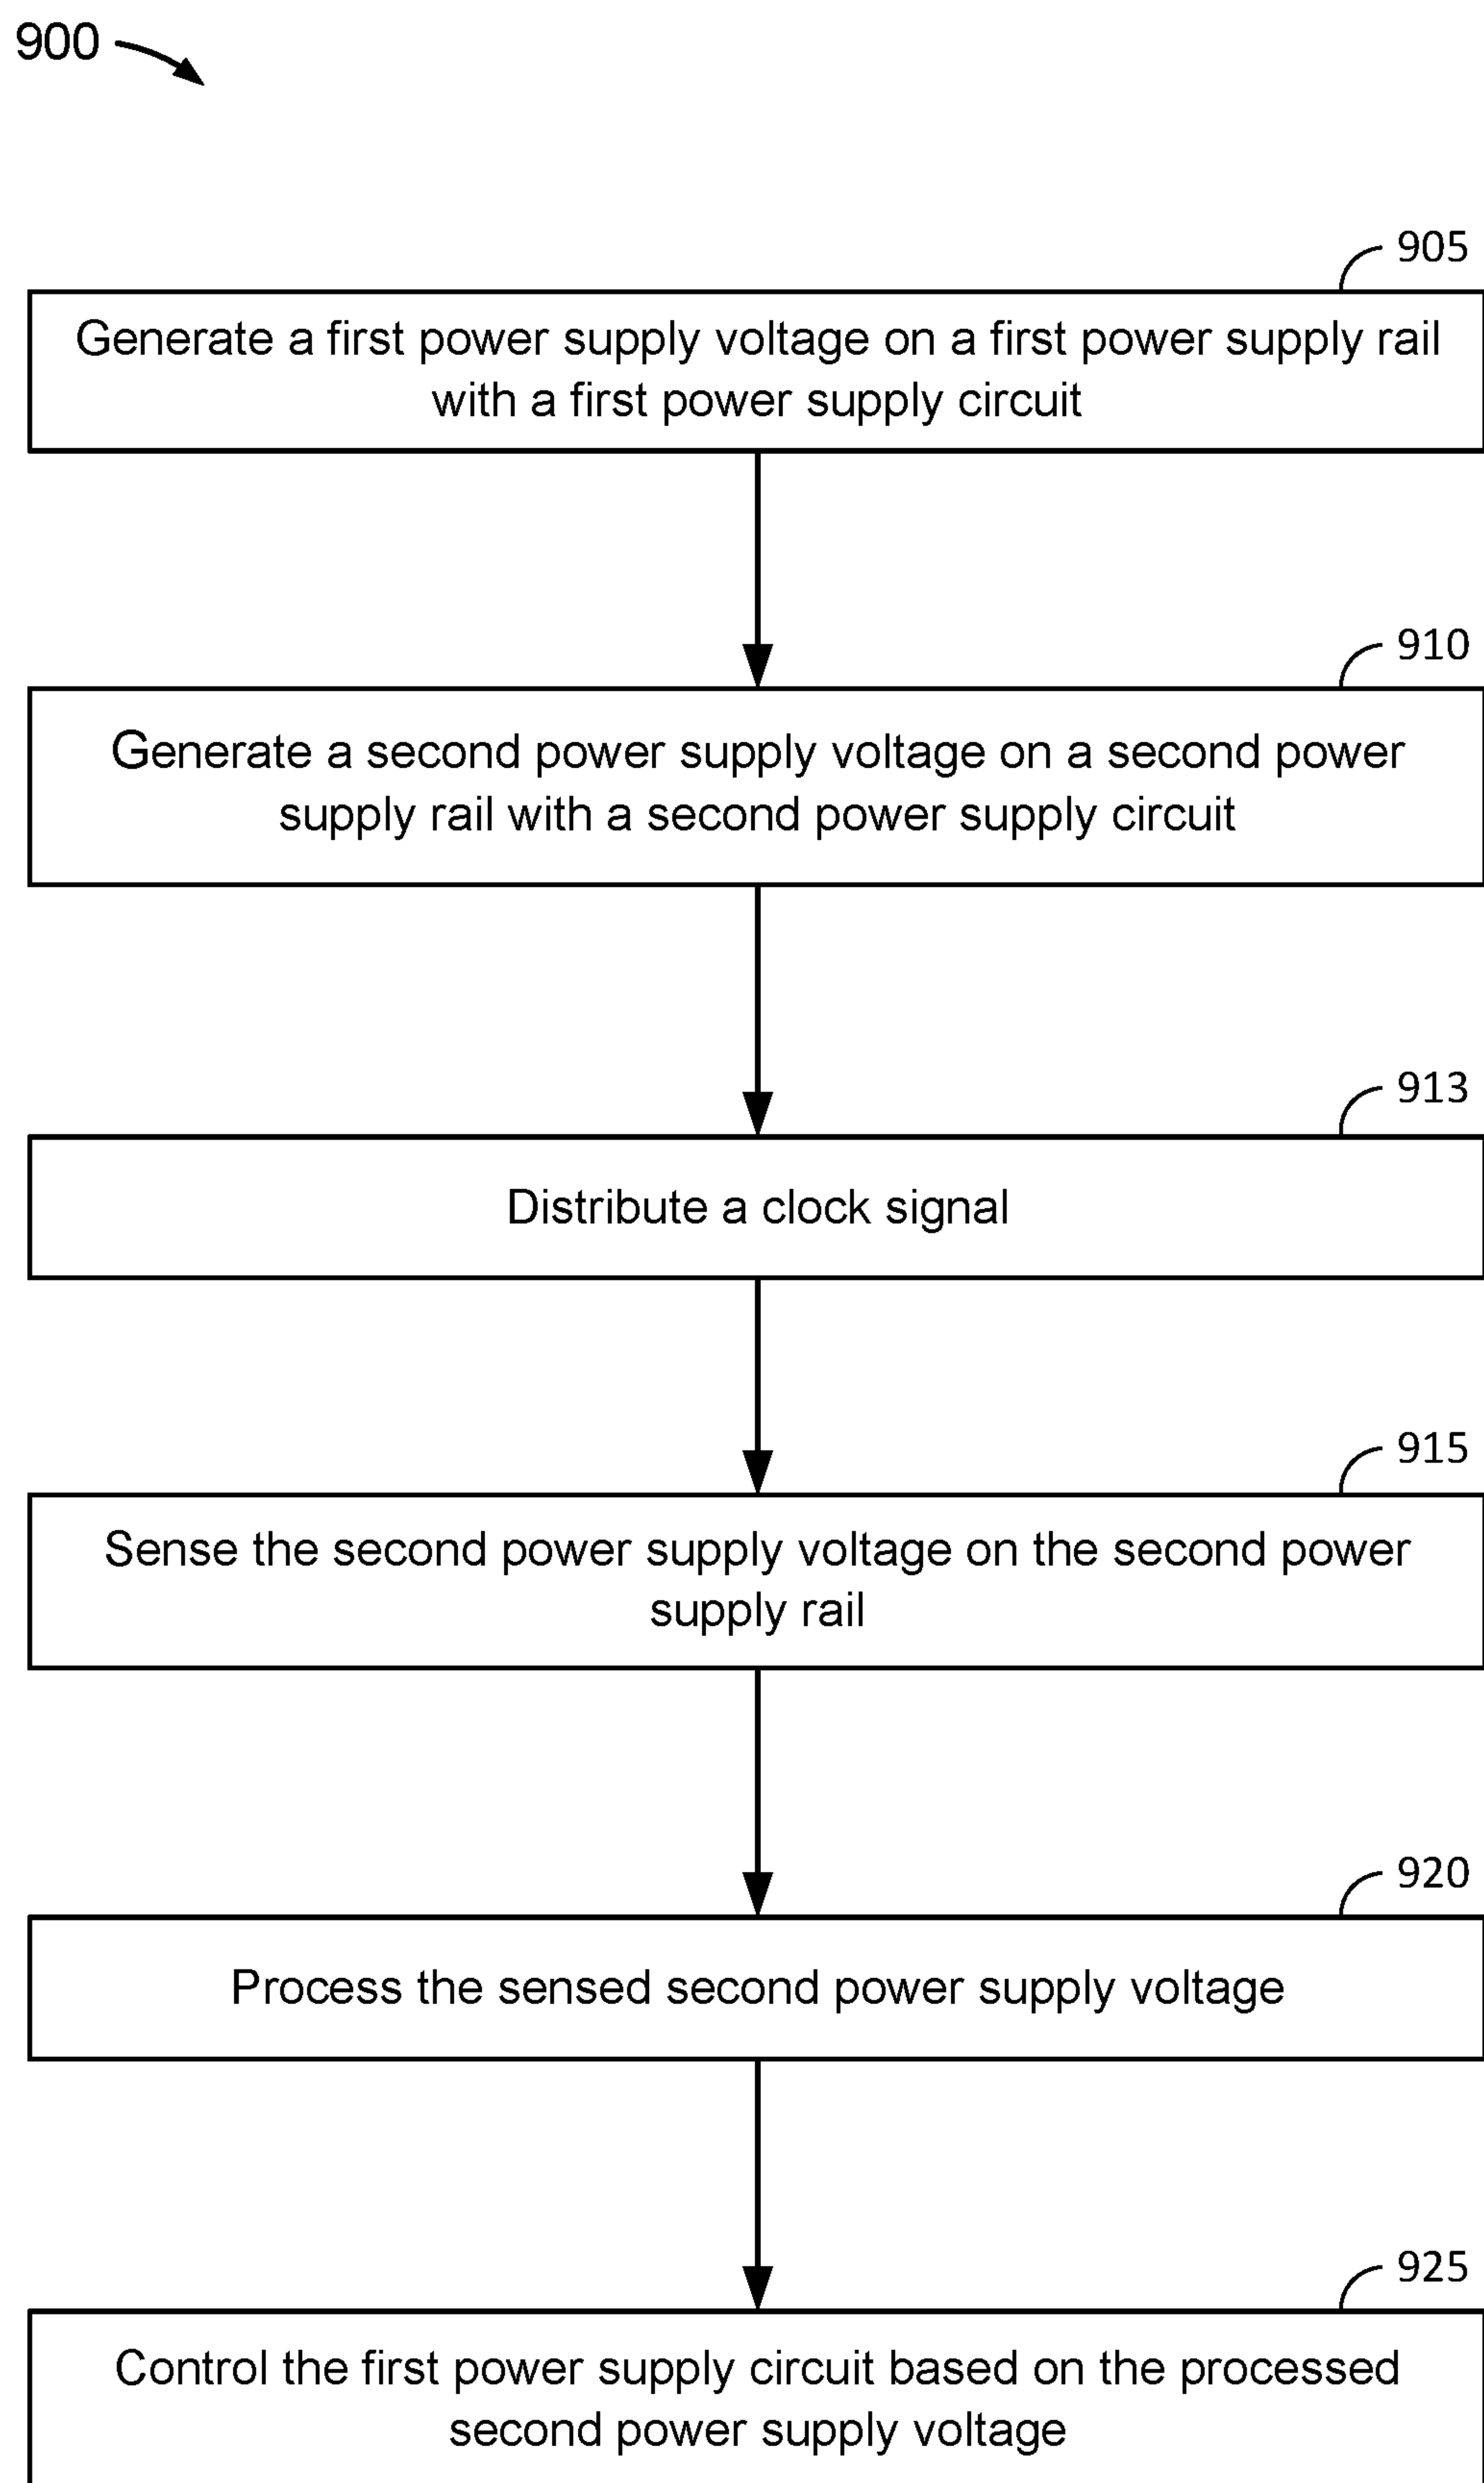 900
905
Generate a first power supply voltage on a first power supply rail
with a first power supply circuit
910
Generate a second power supply voltage on a second power
supply rail with a second power supply circuit
913
Distribute a clock signal
915
Sense the second power supply voltage on the second power
supply rail
920
Process the sensed second power supply voltage
925
Control the first power supply circuit based on the processed
second power supply voltage